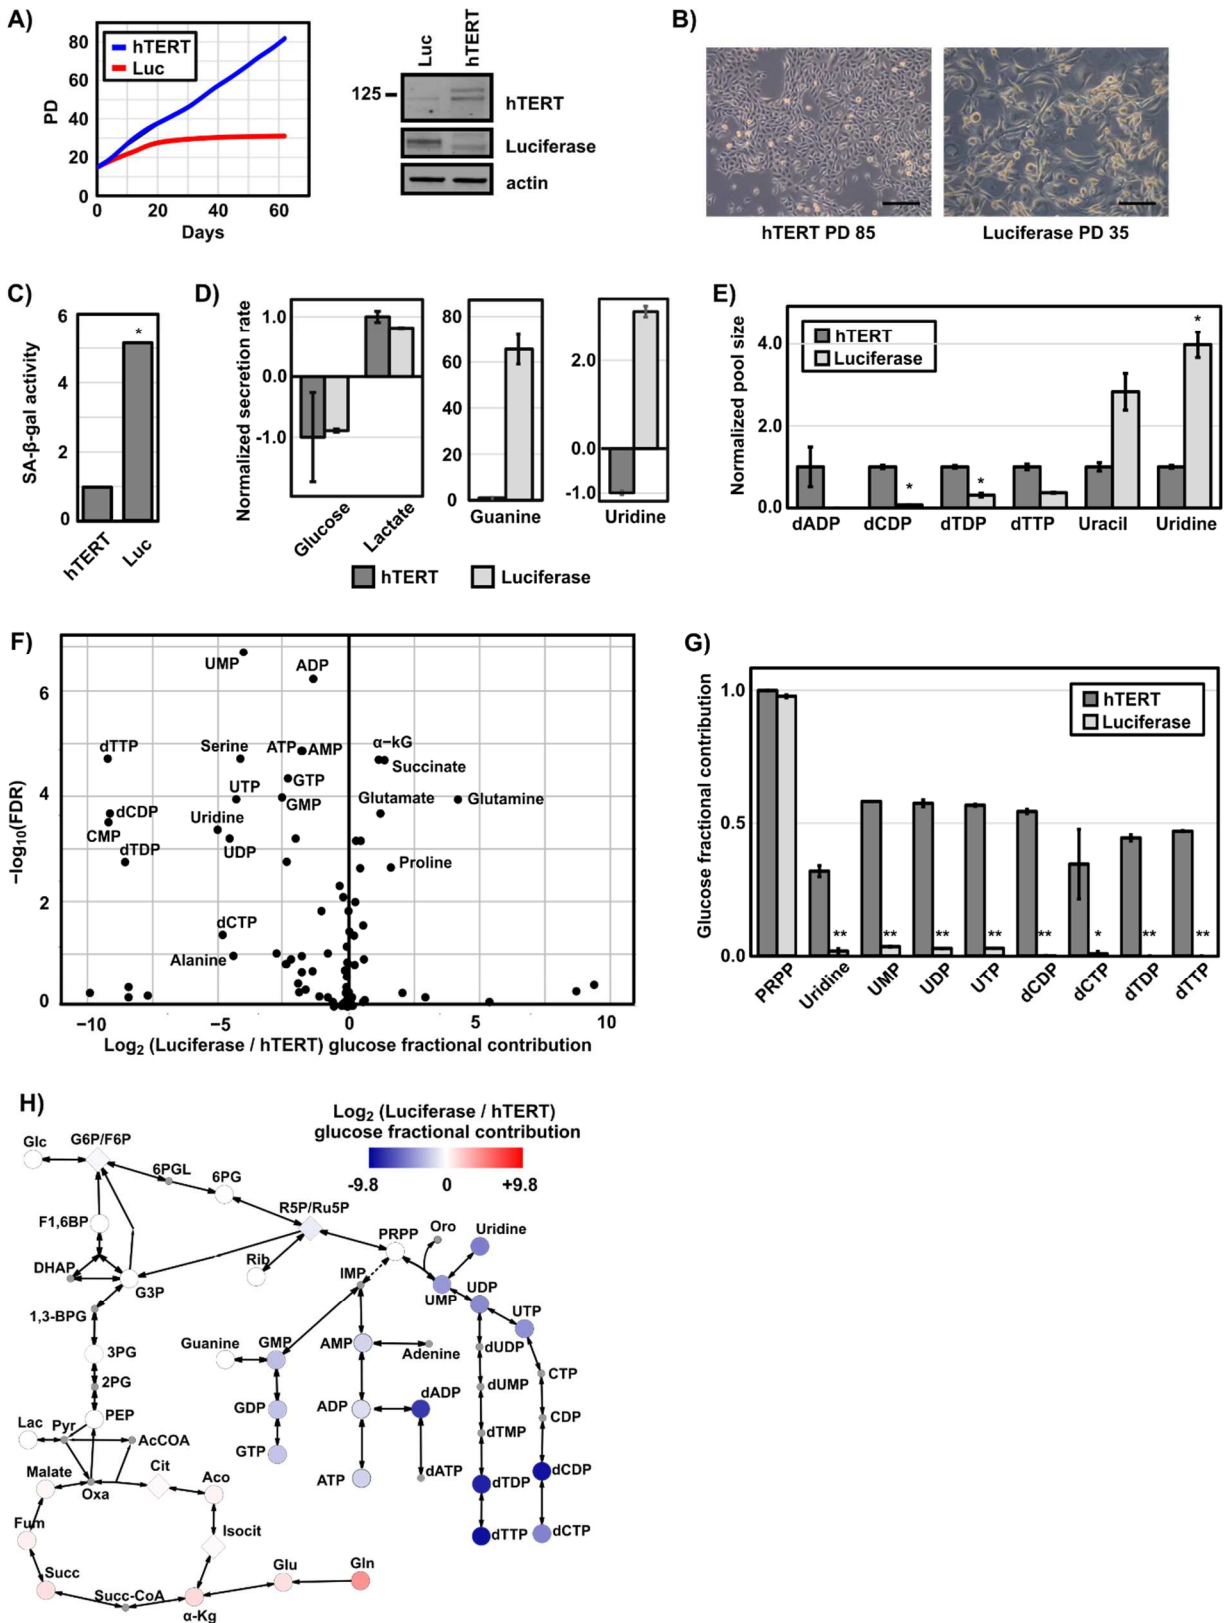 A)
80
60
40
20
0
PD
hTERT
Luc
0
20
40
60
Days
Luc
hTERT
125
hTERT
Luciferase
actin
B)
hTERT PD 85
Luciferase PD 35
C)
SA-β-gal activity
6
4
2
0
*
hTERT
Luc
D)
Normalized secretion rate
1.0
0.0
-1.0
Glucose
Lactate
80
60
40
20
0
Guanine
2.0
0.0
-1.0
Uridine
hTERT
Luciferase
E)
Normalized pool size
4.0
2.0
0.0
hTERT
Luciferase
*
*
*
dADP
dCDP
dTDP
dTTP
Uracil
Uridine
F)
−log10(FDR)
6
4
2
0
UMP
ADP
dTTP
Serine
ATP
AMP
α−kG
Succinate
UTP
GTP
GMP
Glutamate
Glutamine
dCDP
Uridine
CMP
UDP
dTDP
Proline
dCTP
Alanine
−10
−5
0
5
10
Log2 (Luciferase / hTERT) glucose fractional contribution
G)
Glucose fractional contribution
1.0
0.5
0.0
hTERT
Luciferase
**
**
**
**
**
*
**
**
PRPP
Uridine
UMP
UDP
UTP
dCDP
dCTP
dTDP
dTTP
H)
Log2 (Luciferase / hTERT)
glucose fractional contribution
-9.8
0
+9.8
Glc
G6P/F6P
6PGL
6PG
R5P/Ru5P
F1,6BP
DHAP
G3P
Rib
PRPP
Oro
Uridine
IMP
UMP
UDP
UTP
1,3-BPG
3PG
2PG
PEP
Guanine
GMP
AMP
Adenine
dUDP
CTP
GDP
ADP
dADP
dUMP
CDP
GTP
ATP
dATP
dTMP
dTDP
dCDP
dTTP
dCTP
Lac
Pyr
AcCOA
Malate
Oxa
Cit
Aco
Fum
Isocit
Succ
Succ-CoA
α-Kg
Glu
Gln